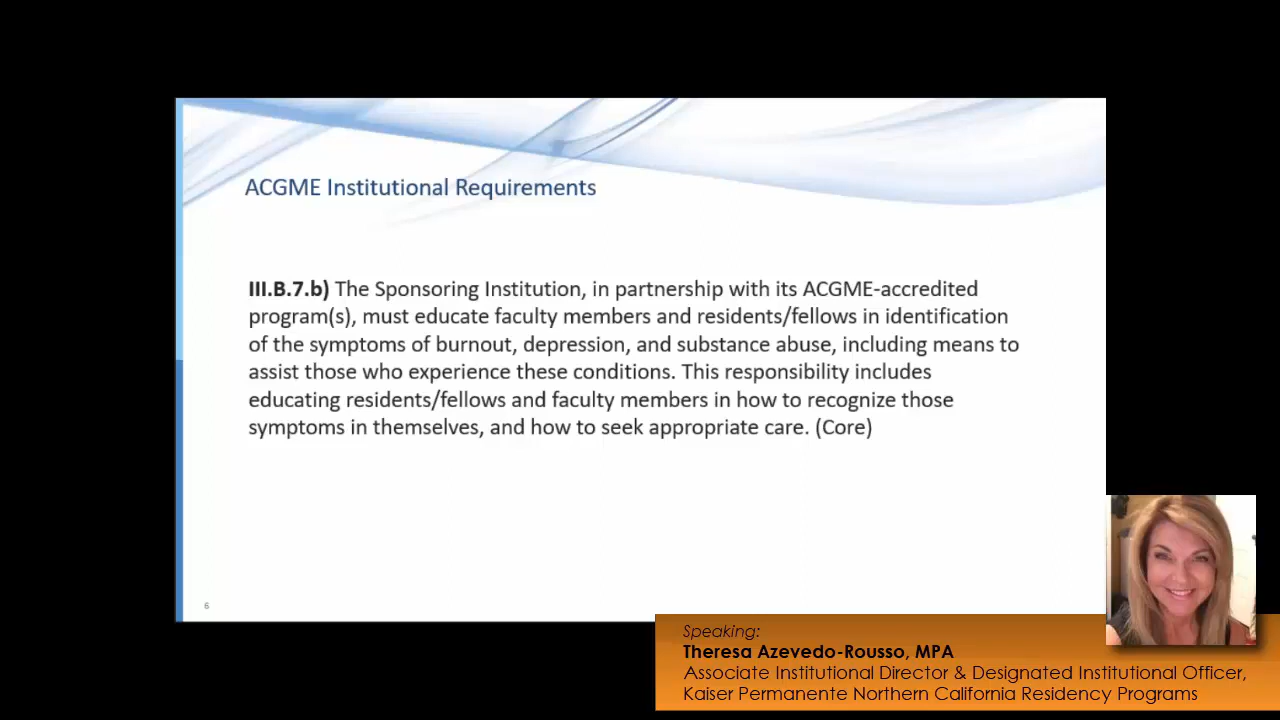 ACGME Institutional Requirements
III.B.7.b) The Sponsoring Institution, in partnership with its ACGME-accredited
program(s), must educate faculty members and residents/fellows in identification
of the symptoms of burnout, depression, and substance abuse, including means to
assist those who experience these conditions. This responsibility includes
educating residents/fellows and faculty members in how to recognize those
symptoms in themselves, and how to seek appropriate care. (Core)
6
Speaking:
Theresa Azevedo-Rousso, MPA
Associate Institutional Director & Designated Institutional Officer,
Kaiser Permanente Northern California Residency Programs